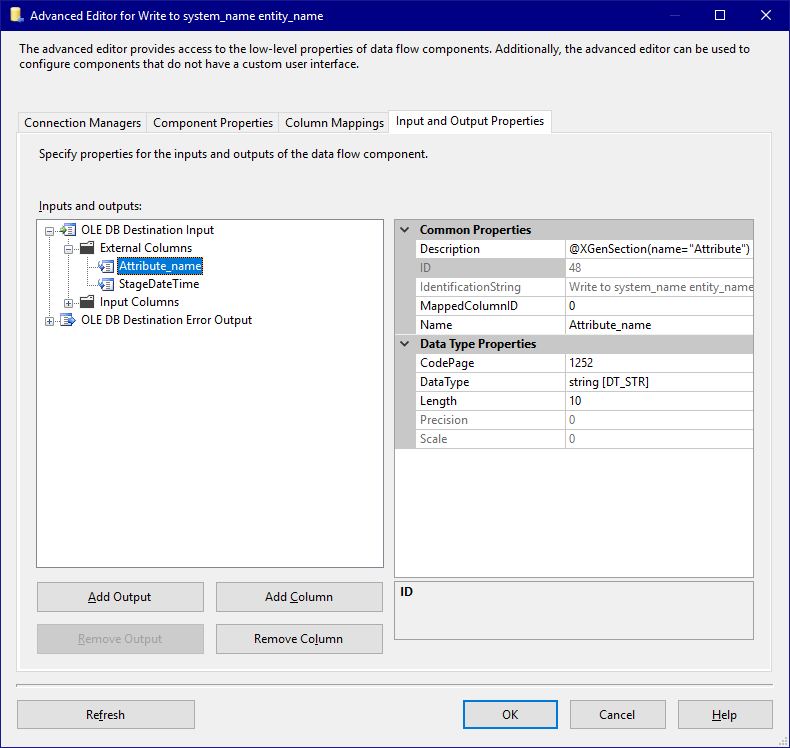 Advanced Editor for Write to system_name entity_name
The advanced editor provides access to the low-level properties of data flow components. Additionally, the advanced editor can be used to
configure components that do not have a custom user interface.
Connection Managers Component Properties Column Mappings Input and Output Properties
Specify properties for the inputs and outputs of the data flow component.
Inputs and outputs:
OLE DB Destination Input
External Columns
Attribute_name
StageDateTime
Input Columns
OLE DB Destination Error Output
Common Properties
Description @XGenSection(name="Attribute")
ID 48
IdentificationString Write to system_name entity_name
MappedColumnID 0
Name Attribute_name
Data Type Properties
CodePage 1252
DataType string [DT_STR]
Length 10
Precision 0
Scale 0
Add Output Add Column
Remove Output Remove Column
ID
Refresh OK Cancel Help